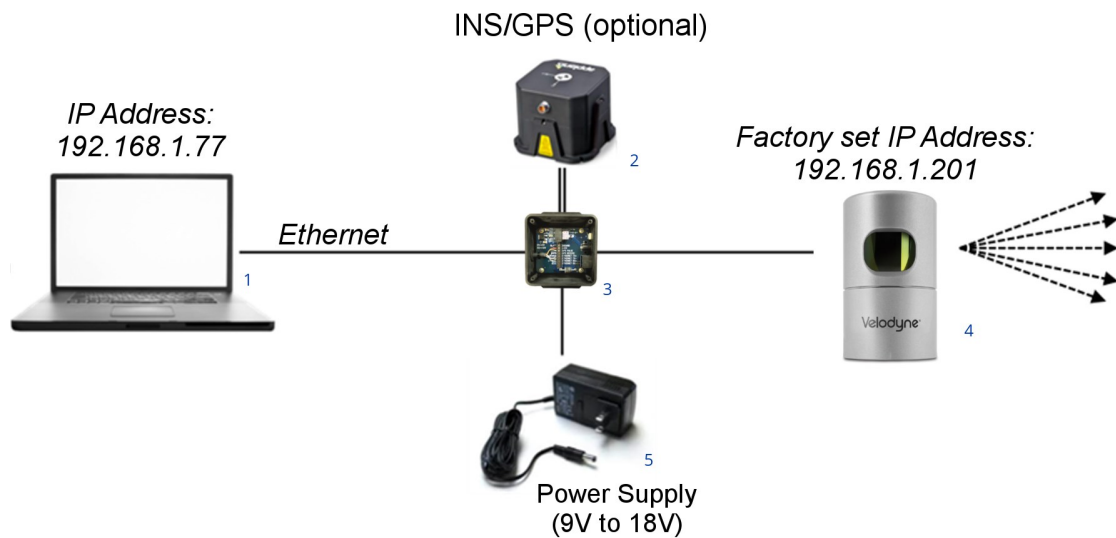 INS/GPS (optional)
IP Address:
192.168.1.77
Factory set IP Address:
192.168.1.201
2
Ethernet
1
3
Velodyne
4
5
Power Supply
(9V to 18V)